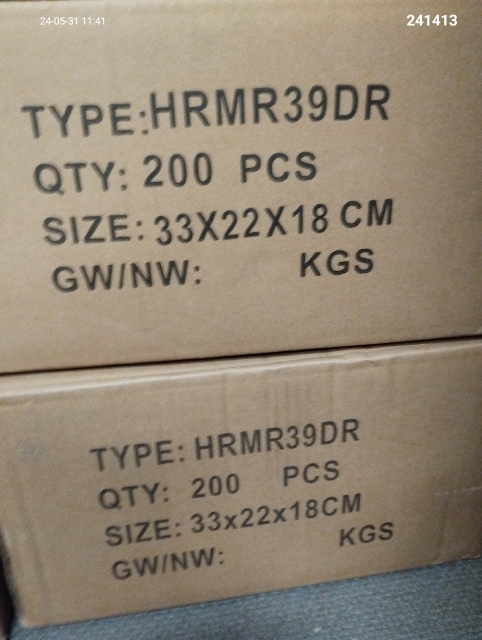 24-05-31 11:41
241413
TYPE:HRMR39DR
QTY: 200 PCS
SIZE: 33X22X18 CM
GW/NW: KGS
TYPE: HRMR39DR
QTY: 200 PCS
SIZE: 33x22x18CM
GW/NW: KGS